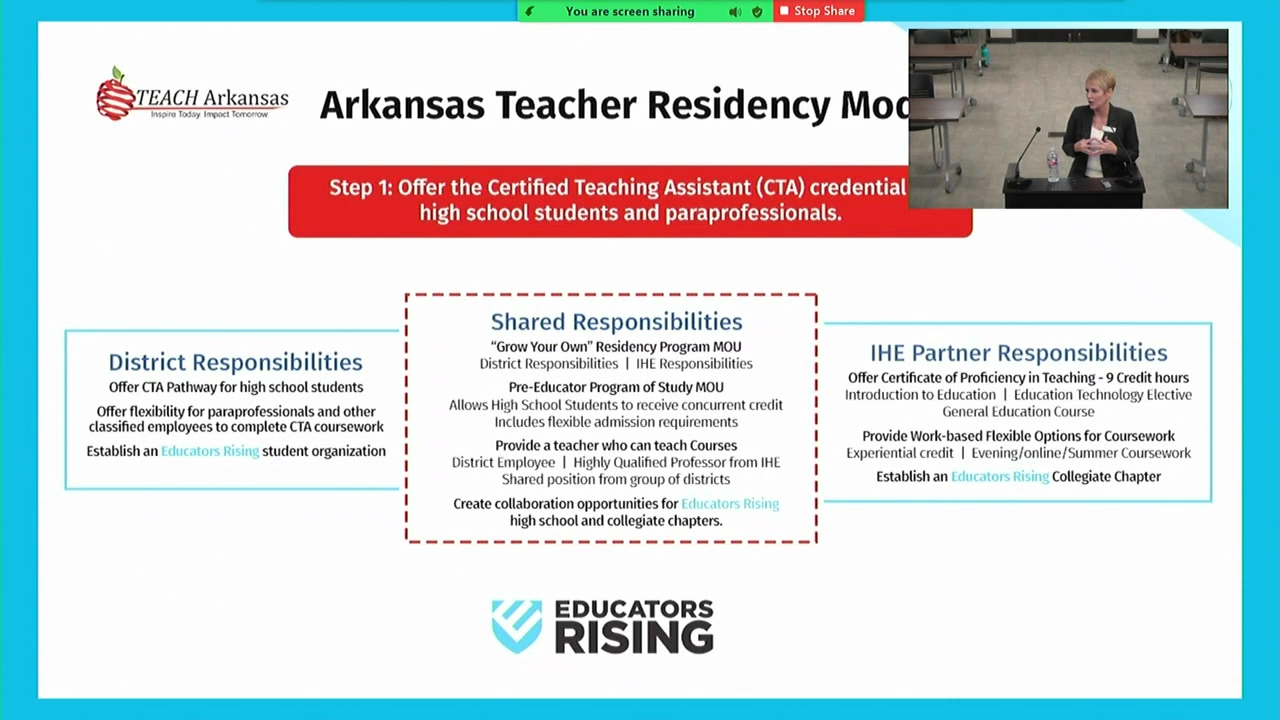 You are screen sharing
Stop Share
TEACH Arkansas
Inspire Today. Impact Tomorrow.
Arkansas Teacher Residency Mod
Step 1: Offer the Certified Teaching Assistant (CTA) credential
high school students and paraprofessionals.
District Responsibilities
Offer CTA Pathway for high school students
Offer flexibility for paraprofessionals and other
classified employees to complete CTA coursework
Establish an Educators Rising student organization
Shared Responsibilities
“Grow Your Own” Residency Program MOU
District Responsibilities | IHE Responsibilities
Pre-Educator Program of Study MOU
Allows High School Students to receive concurrent credit
Includes flexible admission requirements
Provide a teacher who can teach Courses
District Employee | Highly Qualified Professor from IHE
Shared position from group of districts
Create collaboration opportunities for Educators Rising
high school and collegiate chapters.
IHE Partner Responsibilities
Offer Certificate of Proficiency in Teaching - 9 Credit hours
Introduction to Education | Education Technology Elective
General Education Course
Provide Work-based Flexible Options for Coursework
Experiential credit | Evening/online/Summer Coursework
Establish an Educators Rising Collegiate Chapter
EDUCATORS
RISING